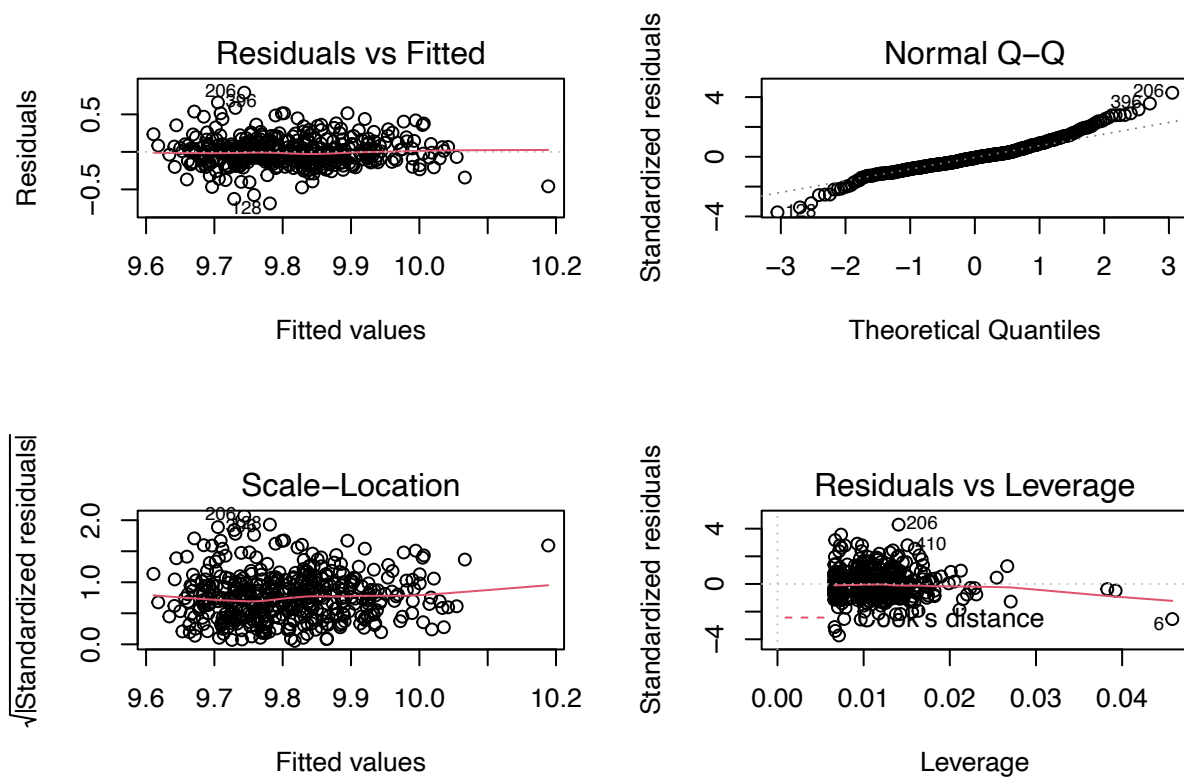 Residuals vs Fitted
Residuals
0.5
−0.5
206
396
128
9.6 9.7 9.8 9.9 10.0 10.2
Fitted values
Normal Q−Q
Standardized residuals
4
0
−4
206
396
128
−3 −2 −1 0 1 2 3
Theoretical Quantiles
Scale−Location
√|Standardized residuals|
2.0
1.0
0.0
206
9.6 9.7 9.8 9.9 10.0 10.2
Fitted values
Residuals vs Leverage
Standardized residuals
4
0
−4
206
410
Cook's distance
6
0.00 0.01 0.02 0.03 0.04
Leverage